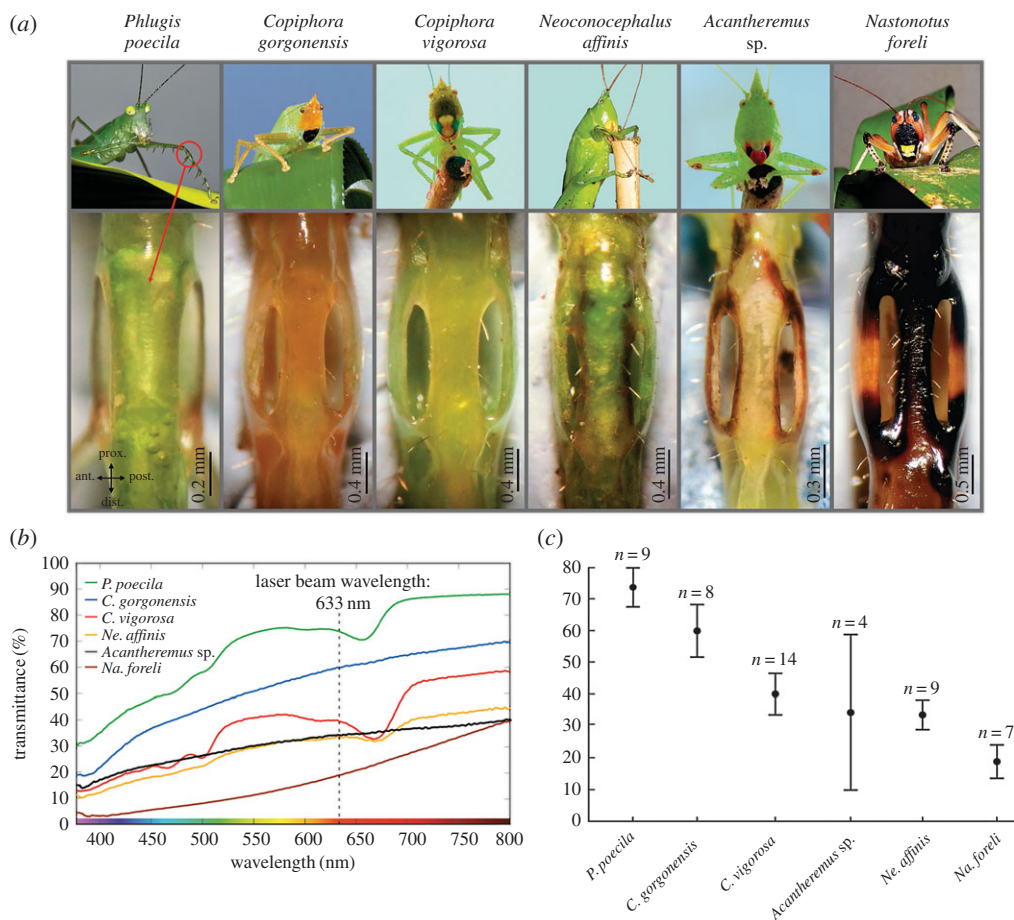 (a)
Phlugis
poecila
Copiphora
gorgonensis
Copiphora
vigorosa
Neoconocephalus
affinis
Acantheremus
sp.
Nastonotus
foreli
prox.
ant.
post.
dist.
0.2 mm
0.4 mm
0.4 mm
0.4 mm
0.3 mm
0.5 mm
(b)
100
90
80
70
60
50
40
30
20
10
0
transmittance (%)
P. poecila
C. gorgonensis
C. vigorosa
Ne. affinis
Acantheremus sp.
Na. foreli
laser beam wavelength:
633 nm
400
450
500
550
600
650
700
750
800
wavelength (nm)
(c)
80
70
60
50
40
30
20
10
0
n = 9
n = 8
n = 14
n = 4
n = 9
n = 7
P. poecila
C. gorgonensis
C. vigorosa
Acantheremus sp.
Ne. affinis
Na. foreli